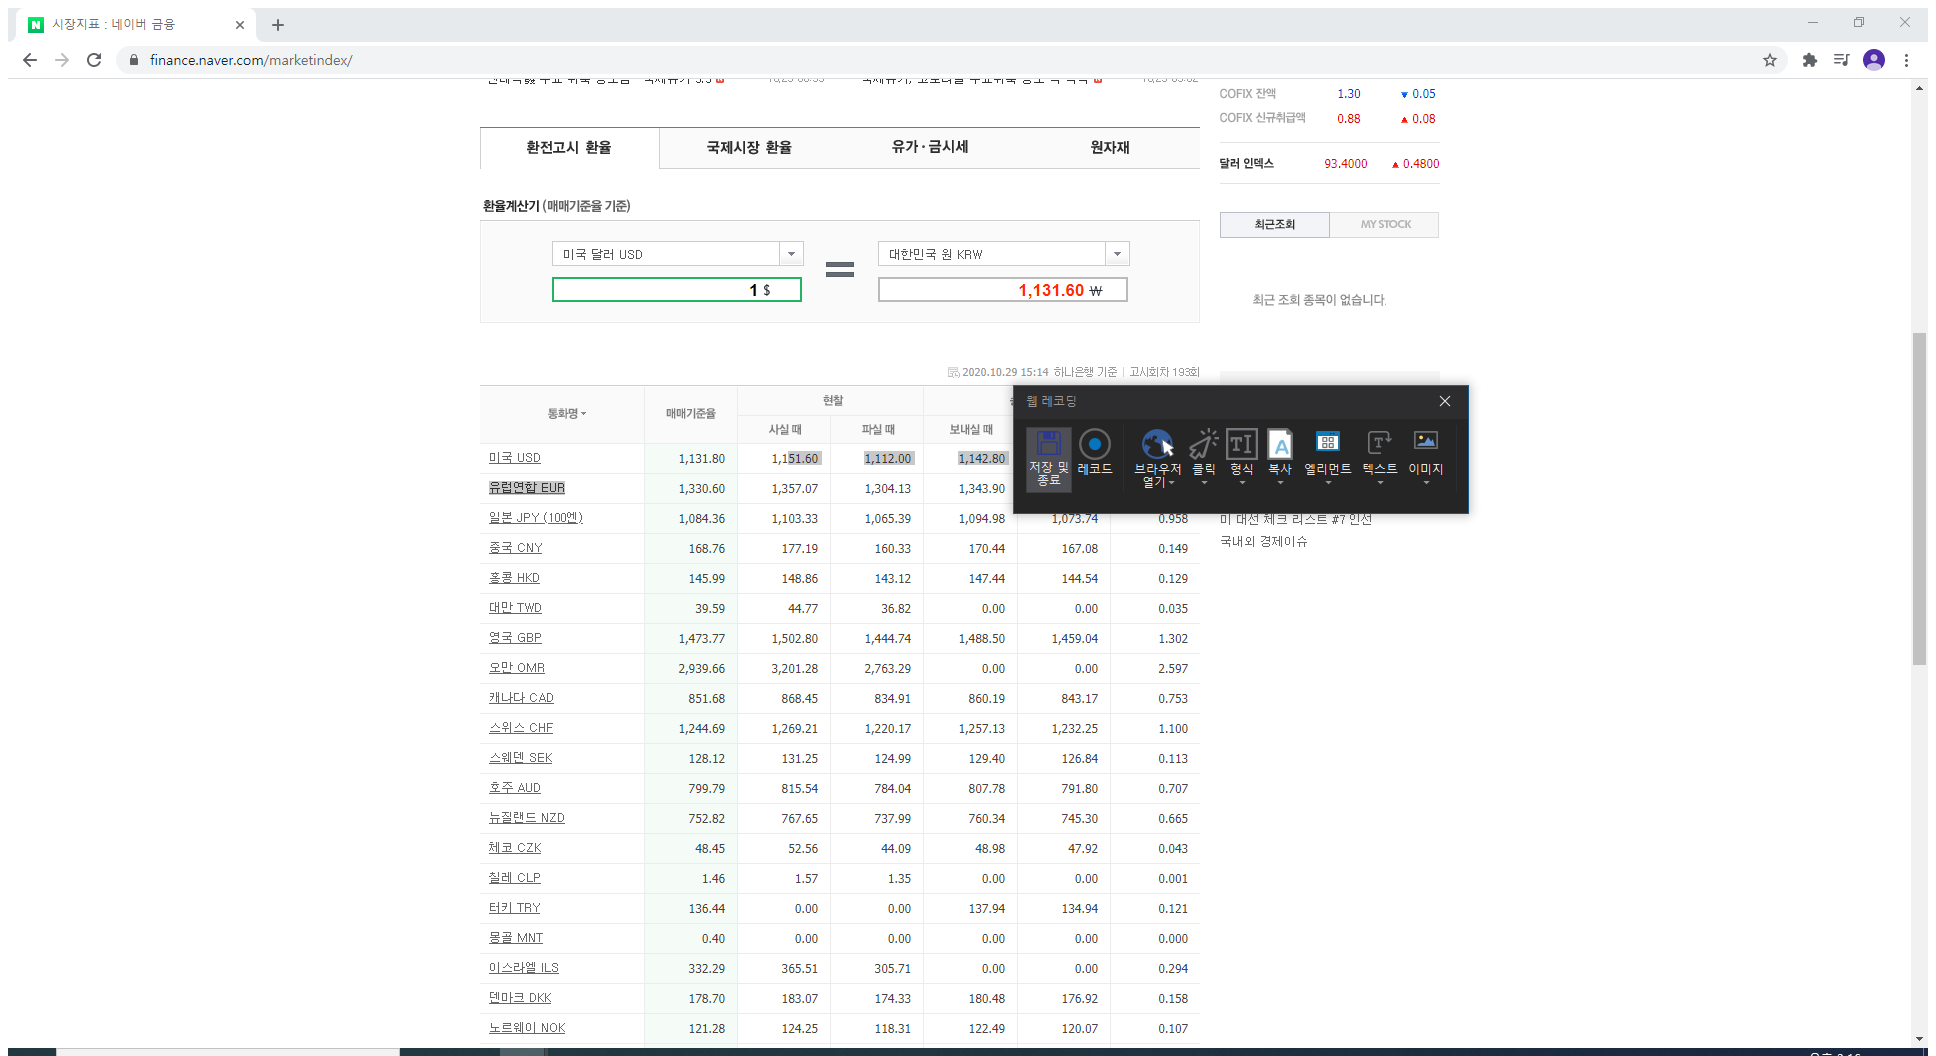 시장지표 : 네이버 금융
finance.naver.com/marketindex/
COFIX 잔액 1.30 ▼ 0.05
COFIX 신규취급액 0.88 ▲ 0.08
달러 인덱스 93.4000 ▲ 0.4800
환전고시 환율 국제시장 환율 유가·금시세 원자재
환율계산기 (매매기준율 기준)
최근조회 MY STOCK
미국 달러 USD = 대한민국 원 KRW
1 $ 1,131.60 ₩
최근 조회 종목이 없습니다.
2020.10.29 15:14 하나은행 기준 | 고시회차 193회
통화명 매매기준율 현찰
사실 때 파실 때 보내실 때
웹 레코딩
저장 및 종료 레코드 브라우저 열기 클릭 형식 복사 엘리먼트 텍스트 이미지
미국 USD 1,131.80 1,151.60 1,112.00 1,142.80
유럽연합 EUR 1,330.60 1,357.07 1,304.13 1,343.90
일본 JPY (100엔) 1,084.36 1,103.33 1,065.39 1,094.98 1,073.74 0.958
미 대선 체크 리스트 #7 인선
국내외 경제이슈
중국 CNY 168.76 177.19 160.33 170.44 167.08 0.149
홍콩 HKD 145.99 148.86 143.12 147.44 144.54 0.129
대만 TWD 39.59 44.77 36.82 0.00 0.00 0.035
영국 GBP 1,473.77 1,502.80 1,444.74 1,488.50 1,459.04 1.302
오만 OMR 2,939.66 3,201.28 2,763.29 0.00 0.00 2.597
캐나다 CAD 851.68 868.45 834.91 860.19 843.17 0.753
스위스 CHF 1,244.69 1,269.21 1,220.17 1,257.13 1,232.25 1.100
스웨덴 SEK 128.12 131.25 124.99 129.40 126.84 0.113
호주 AUD 799.79 815.54 784.04 807.78 791.80 0.707
뉴질랜드 NZD 752.82 767.65 737.99 760.34 745.30 0.665
체코 CZK 48.45 52.56 44.09 48.98 47.92 0.043
칠레 CLP 1.46 1.57 1.35 0.00 0.00 0.001
터키 TRY 136.44 0.00 0.00 137.94 134.94 0.121
몽골 MNT 0.40 0.00 0.00 0.00 0.00 0.000
이스라엘 ILS 332.29 365.51 305.71 0.00 0.00 0.294
덴마크 DKK 178.70 183.07 174.33 180.48 176.92 0.158
노르웨이 NOK 121.28 124.25 118.31 122.49 120.07 0.107